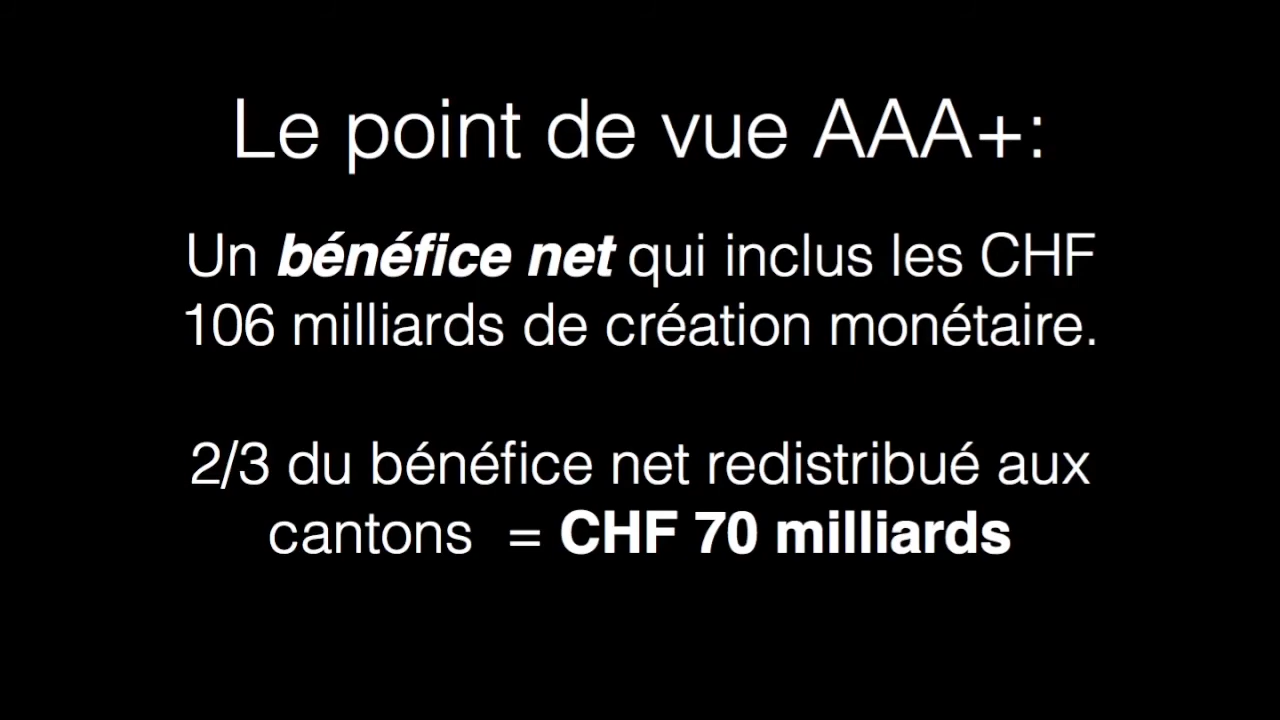 Le point de vue AAA+:
Un bénéfice net qui inclus les CHF
106 milliards de création monétaire.
2/3 du bénéfice net redistribué aux
cantons = CHF 70 milliards